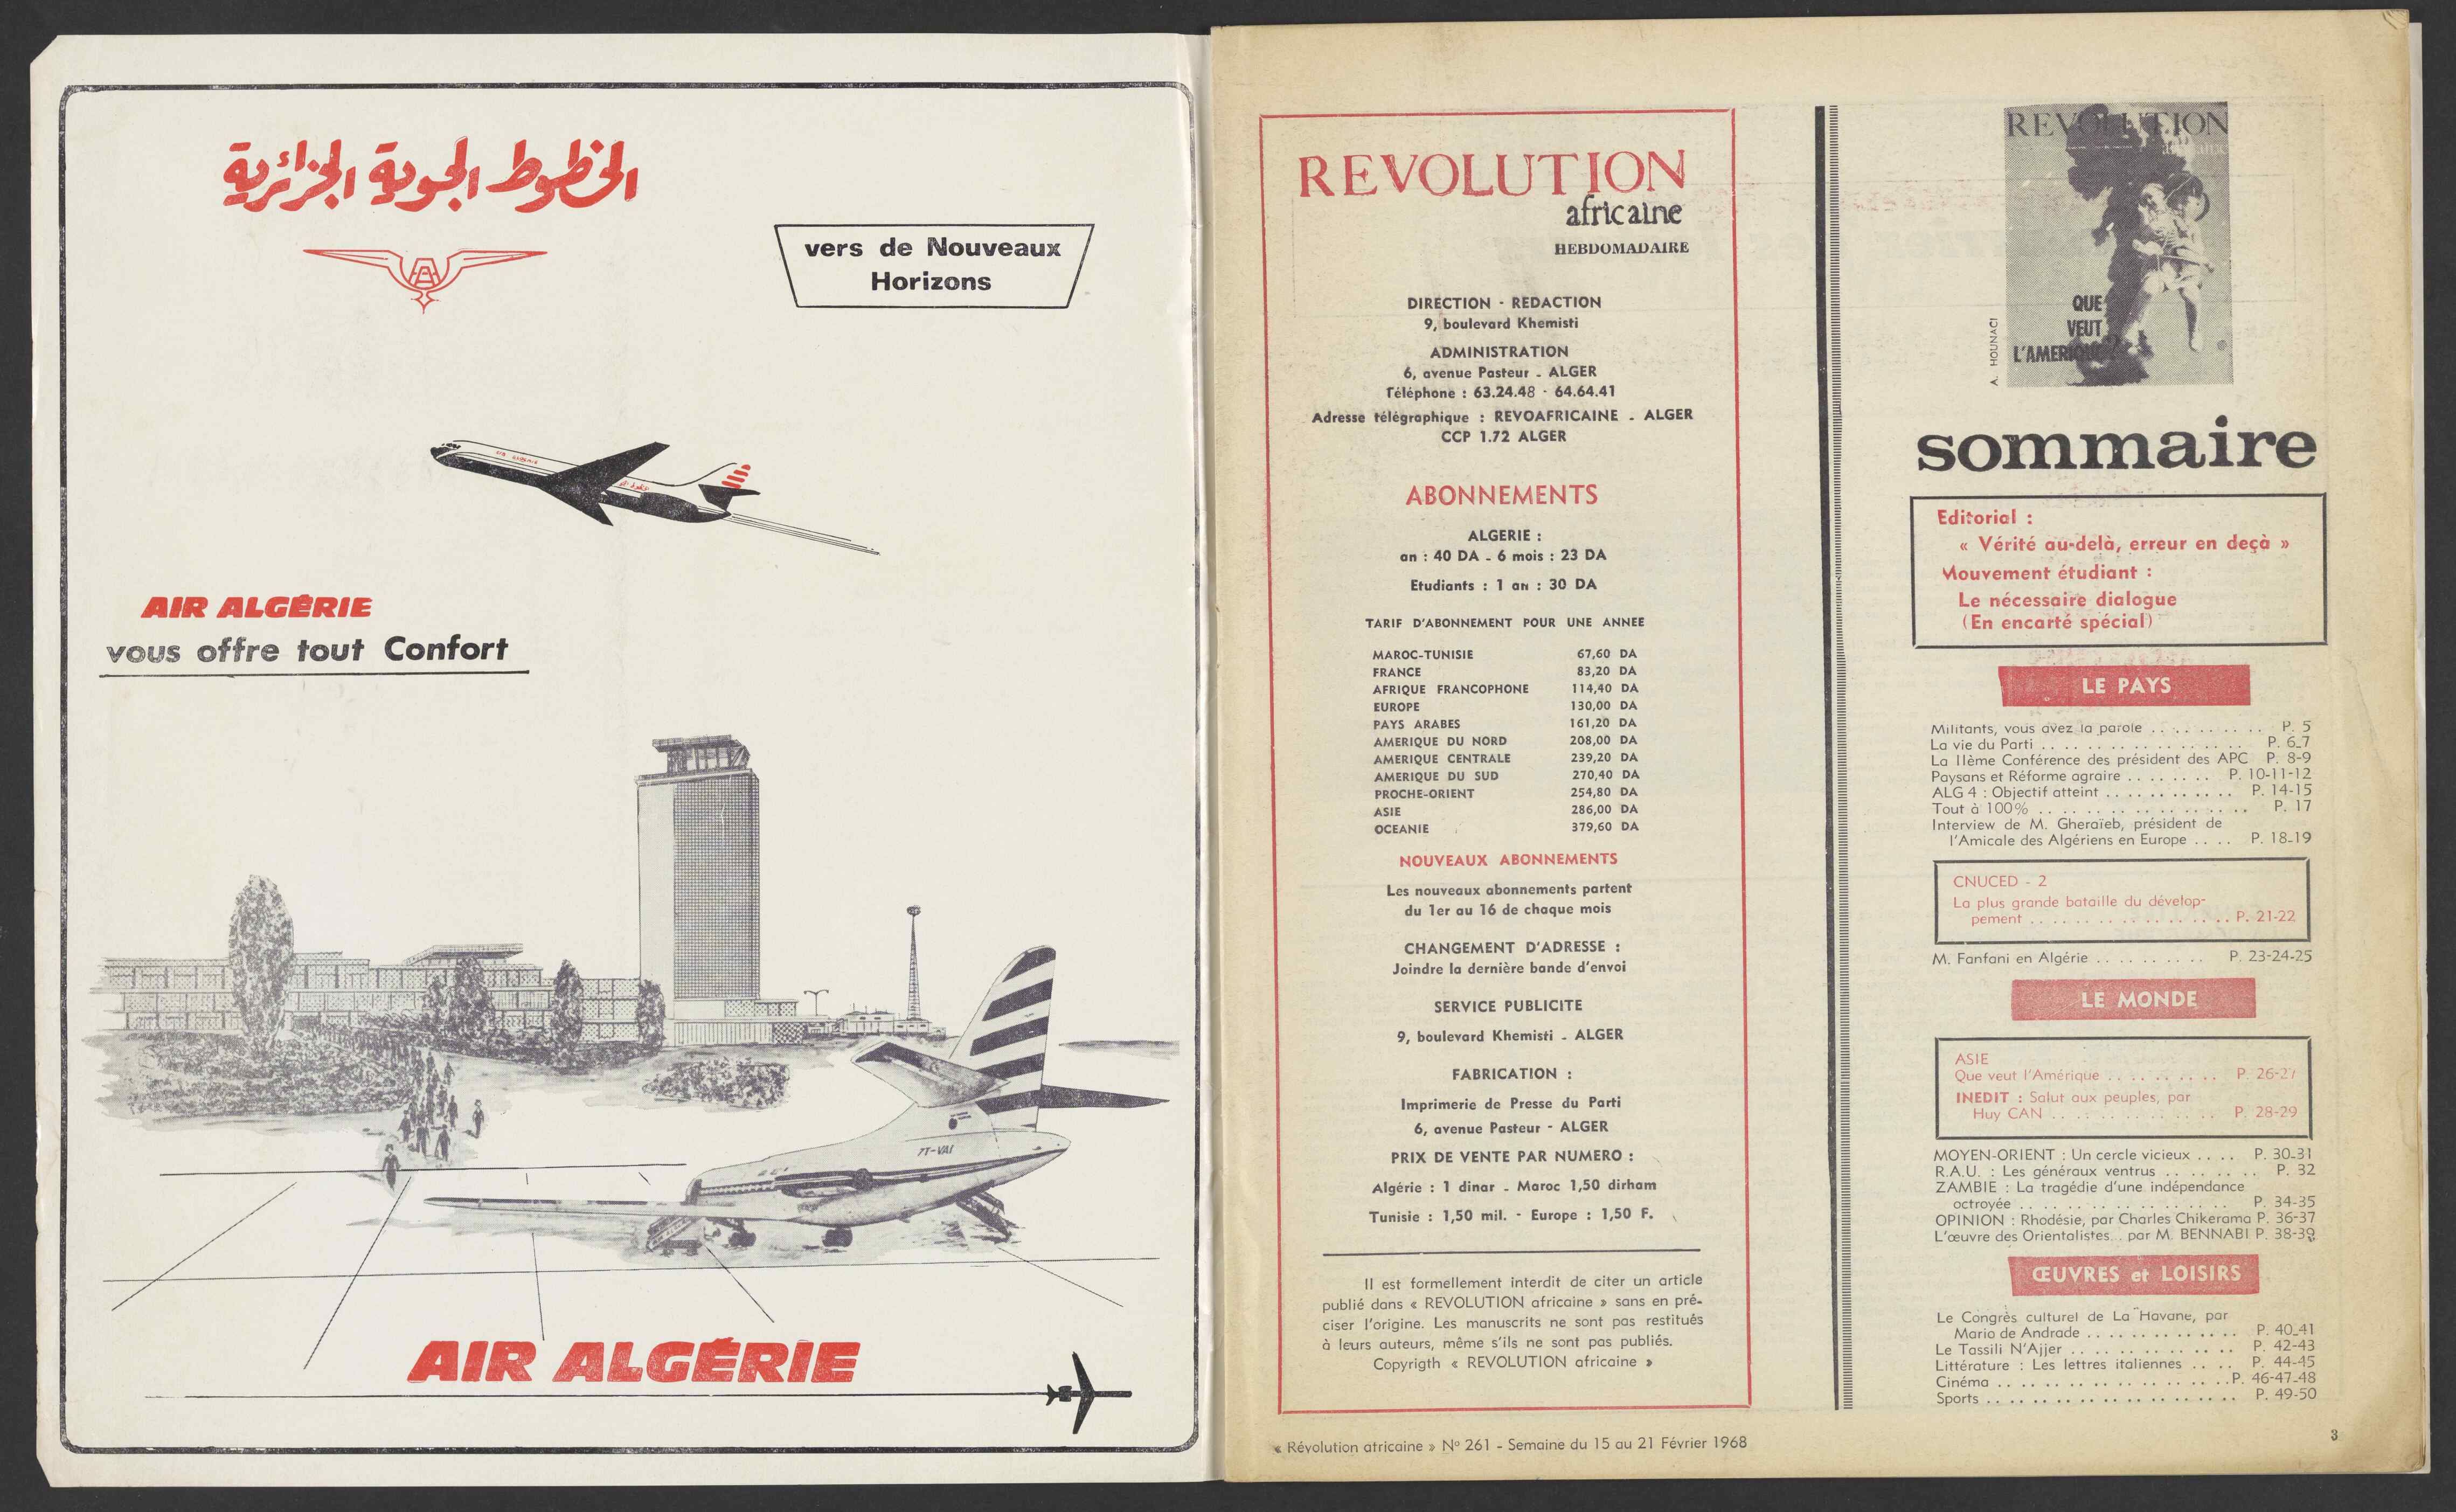 الخطوط الجوية الجزائرية
vers de Nouveaux
Horizons
AIR ALGÉRIE
vous offre tout Confort
7T-VAI
AIR ALGÉRIE
REVOLUTION
africaine
HEBDOMADAIRE
DIRECTION - REDACTION
9, boulevard Khemisti
ADMINISTRATION
6, avenue Pasteur - ALGER
Téléphone : 63.24.48 - 64.64.41
Adresse télégraphique : REVOAFRICAINE - ALGER
CCP 1.72 ALGER
ABONNEMENTS
ALGERIE :
an : 40 DA - 6 mois : 23 DA
Etudiants : 1 an : 30 DA
TARIF D'ABONNEMENT POUR UNE ANNEE
MAROC-TUNISIE 67,60 DA
FRANCE 83,20 DA
AFRIQUE FRANCOPHONE 114,40 DA
EUROPE 130,00 DA
PAYS ARABES 161,20 DA
AMERIQUE DU NORD 208,00 DA
AMERIQUE CENTRALE 239,20 DA
AMERIQUE DU SUD 270,40 DA
PROCHE-ORIENT 254,80 DA
ASIE 286,00 DA
OCEANIE 379,60 DA
NOUVEAUX ABONNEMENTS
Les nouveaux abonnements partent
du 1er au 16 de chaque mois
CHANGEMENT D'ADRESSE :
Joindre la dernière bande d'envoi
SERVICE PUBLICITE
9, boulevard Khemisti - ALGER
FABRICATION :
Imprimerie de Presse du Parti
6, avenue Pasteur - ALGER
PRIX DE VENTE PAR NUMERO :
Algérie : 1 dinar - Maroc 1,50 dirham
Tunisie : 1,50 mil. - Europe : 1,50 F.
Il est formellement interdit de citer un article
publié dans « REVOLUTION africaine » sans en pré-
ciser l'origine. Les manuscrits ne sont pas restitués
à leurs auteurs, même s'ils ne sont pas publiés.
Copyrigth « REVOLUTION africaine »
« Révolution africaine » N° 261 - Semaine du 15 au 21 Février 1968
REVOLUTION
africaine
QUE
VEUT
L'AMERIQUE ?
A. HOUNACI
sommaire
Editorial :
« Vérité au-delà, erreur en deçà »
Mouvement étudiant :
Le nécessaire dialogue
(En encarté spécial)
LE PAYS
Militants, vous avez la parole .......... P. 5
La vie du Parti .................. P. 6-7
La IIème Conférence des président des APC P. 8-9
Paysans et Réforme agraire ........ P. 10-11-12
ALG 4 : Objectif atteint ............ P. 14-15
Tout à 100% .................. P. 17
Interview de M. Gheraïeb, président de
l'Amicale des Algériens en Europe .... P. 18-19
CNUCED - 2
La plus grande bataille du dévelop-
pement .................. P. 21-22
M. Fanfani en Algérie .......... P. 23-24-25
LE MONDE
ASIE
Que veut l'Amérique .......... P. 26-27
INEDIT : Salut aux peuples, par
Huy CAN .............. P. 28-29
MOYEN-ORIENT : Un cercle vicieux .... P. 30-31
R.A.U. : Les généraux ventrus ........ P. 32
ZAMBIE : La tragédie d'une indépendance
octroyée .................. P. 34-35
OPINION : Rhodésie, par Charles Chikerama P. 36-37
L'œuvre des Orientalistes... par M. BENNABI P. 38-39
ŒUVRES et LOISIRS
Le Congrès culturel de La Havane, par
Mario de Andrade .............. P. 40-41
Le Tassili N'Ajjer .............. P. 42-43
Littérature : Les lettres italiennes .... P. 44-45
Cinéma .................... P. 46-47-48
Sports ...................... P. 49-50
3